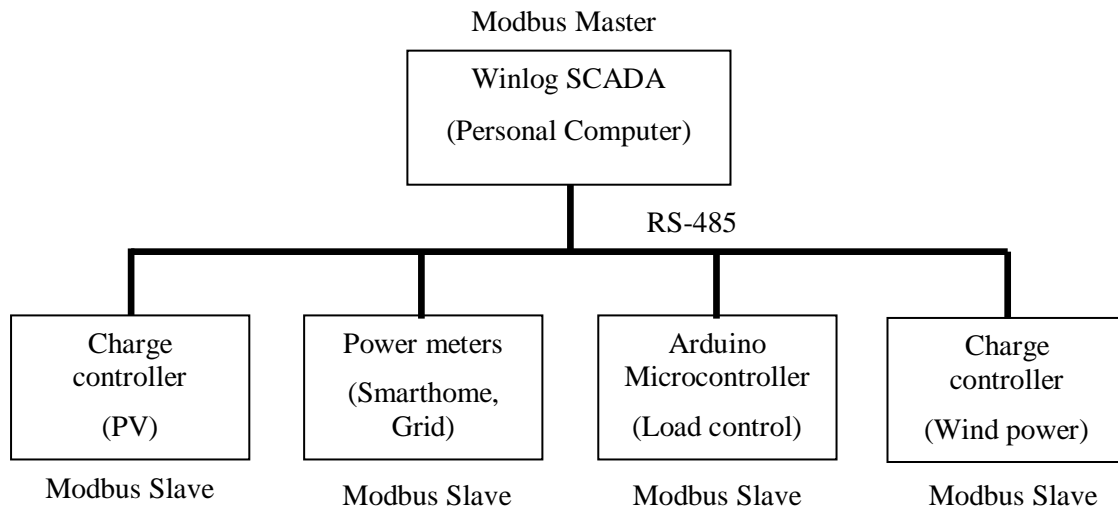 Modbus Master
Winlog SCADA
(Personal Computer)
RS-485
Charge
controller
(PV)
Modbus Slave
Power meters
(Smarthome,
Grid)
Modbus Slave
Arduino
Microcontroller
(Load control)
Modbus Slave
Charge
controller
(Wind power)
Modbus Slave